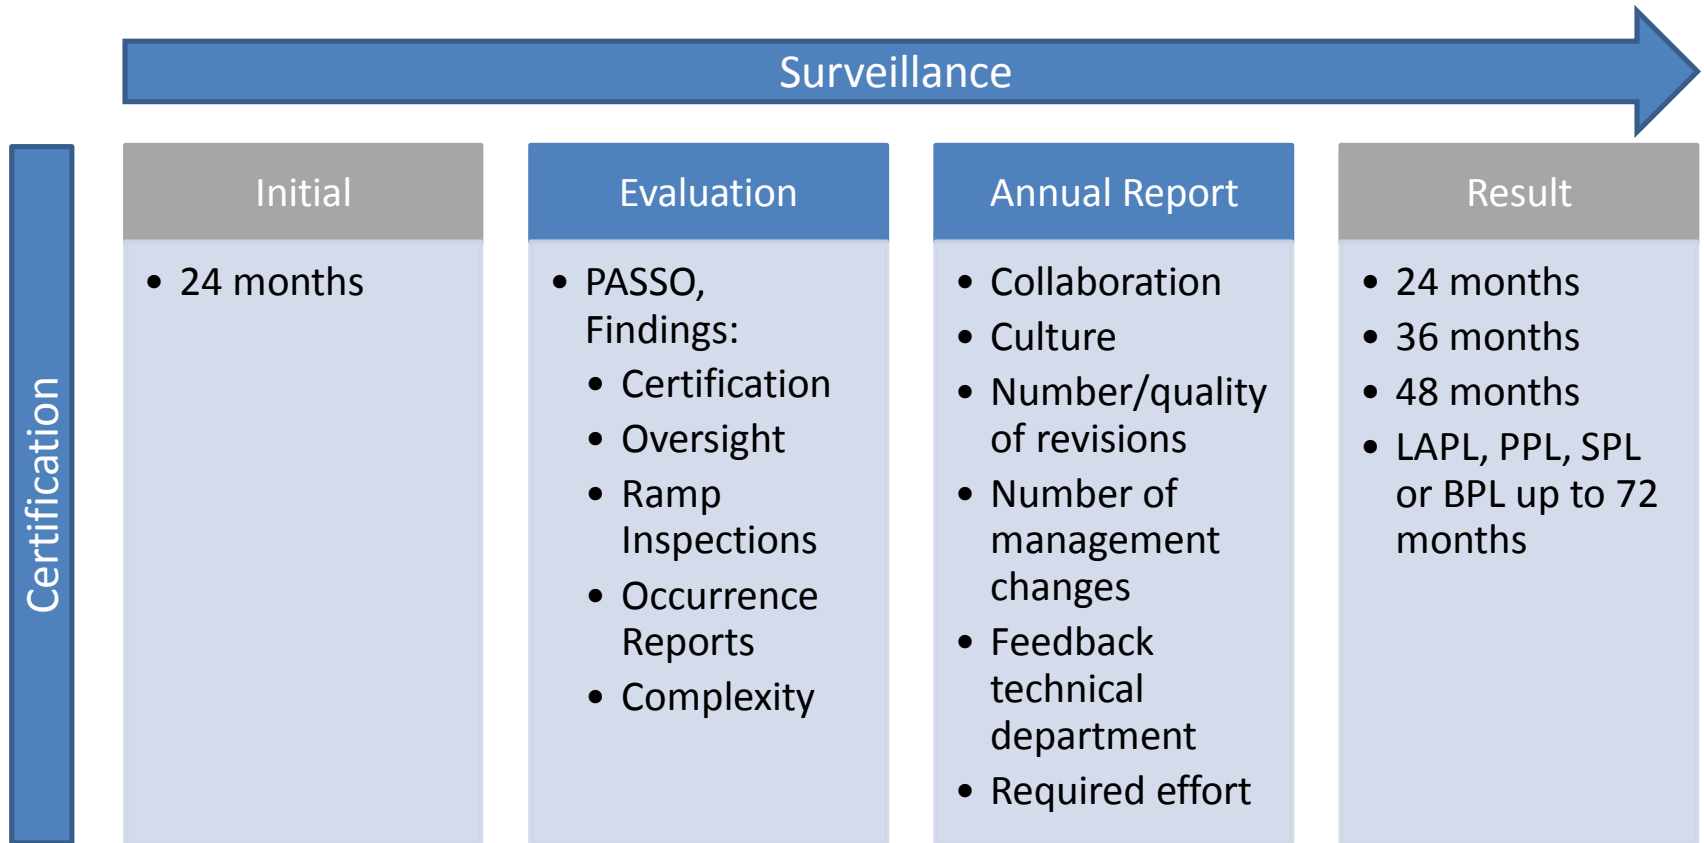 Surveillance
Certification
Initial
• 24 months
Evaluation
• PASSO,
Findings:
• Certification
• Oversight
• Ramp
Inspections
• Occurrence
Reports
• Complexity
Annual Report
• Collaboration
• Culture
• Number/quality
of revisions
• Number of
management
changes
• Feedback
technical
department
• Required effort
Result
• 24 months
• 36 months
• 48 months
• LAPL, PPL, SPL
or BPL up to 72
months